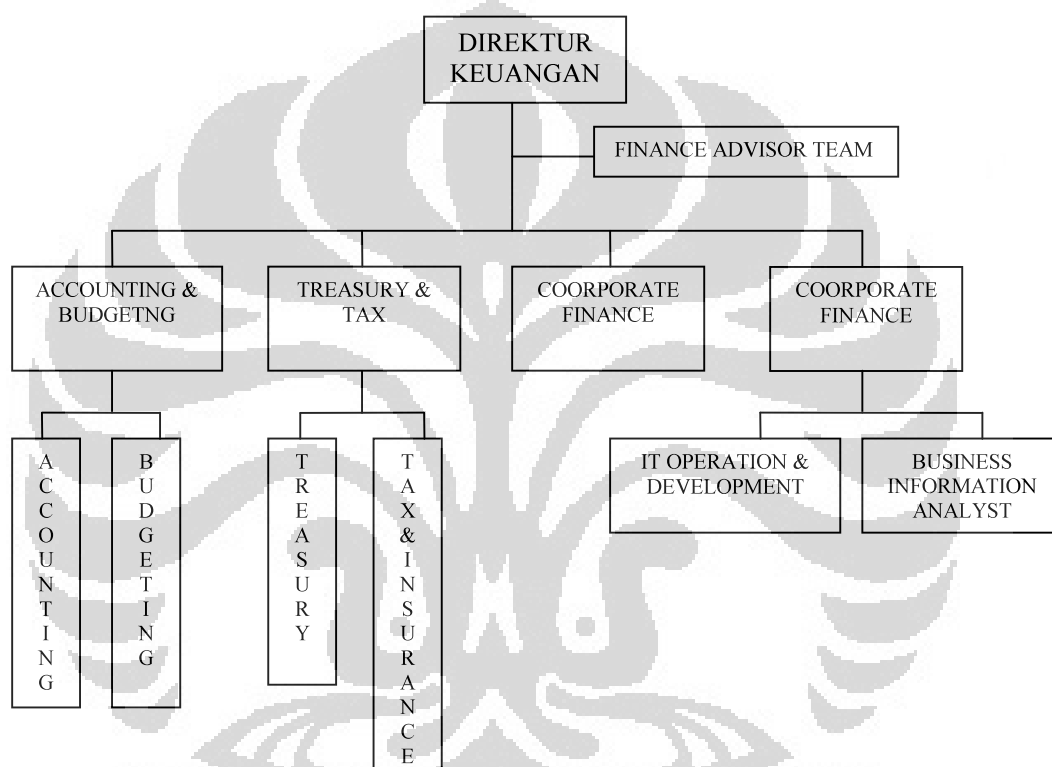 DIREKTUR
KEUANGAN
FINANCE ADVISOR TEAM
ACCOUNTING &
BUDGETNG
TREASURY &
TAX
COORPORATE
FINANCE
COORPORATE
FINANCE
ACCOUNTING
BUDGETING
TREASURY
TAX&INSURANCE
IT OPERATION &
DEVELOPMENT
BUSINESS
INFORMATION
ANALYST